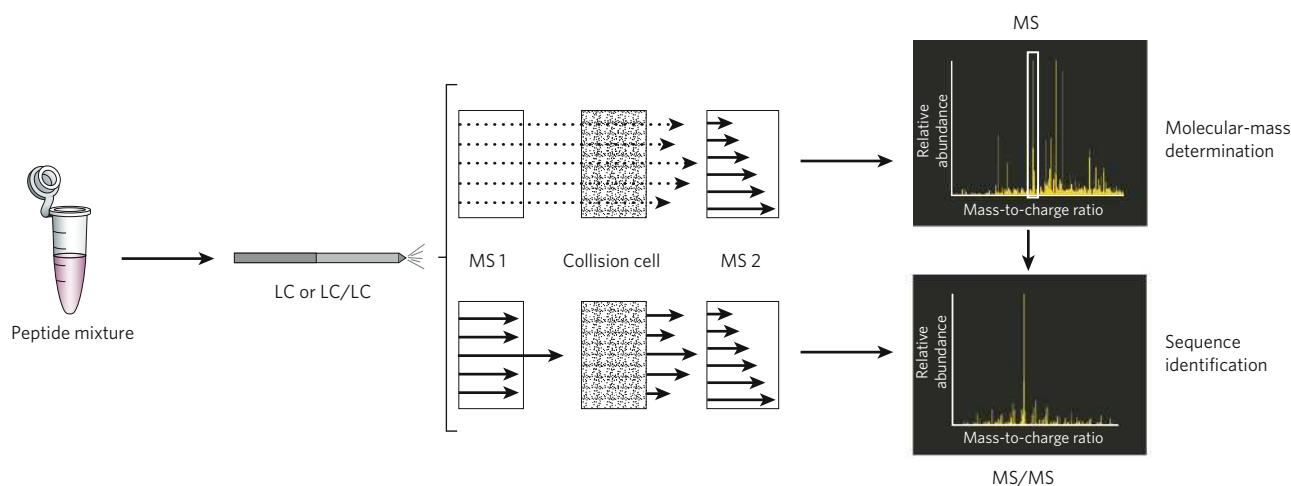 Peptide mixture
LC or LC/LC
MS 1
Collision cell
MS 2
MS
Relative
abundance
Mass-to-charge ratio
Molecular-mass
determination
Relative
abundance
Mass-to-charge ratio
Sequence
identification
MS/MS